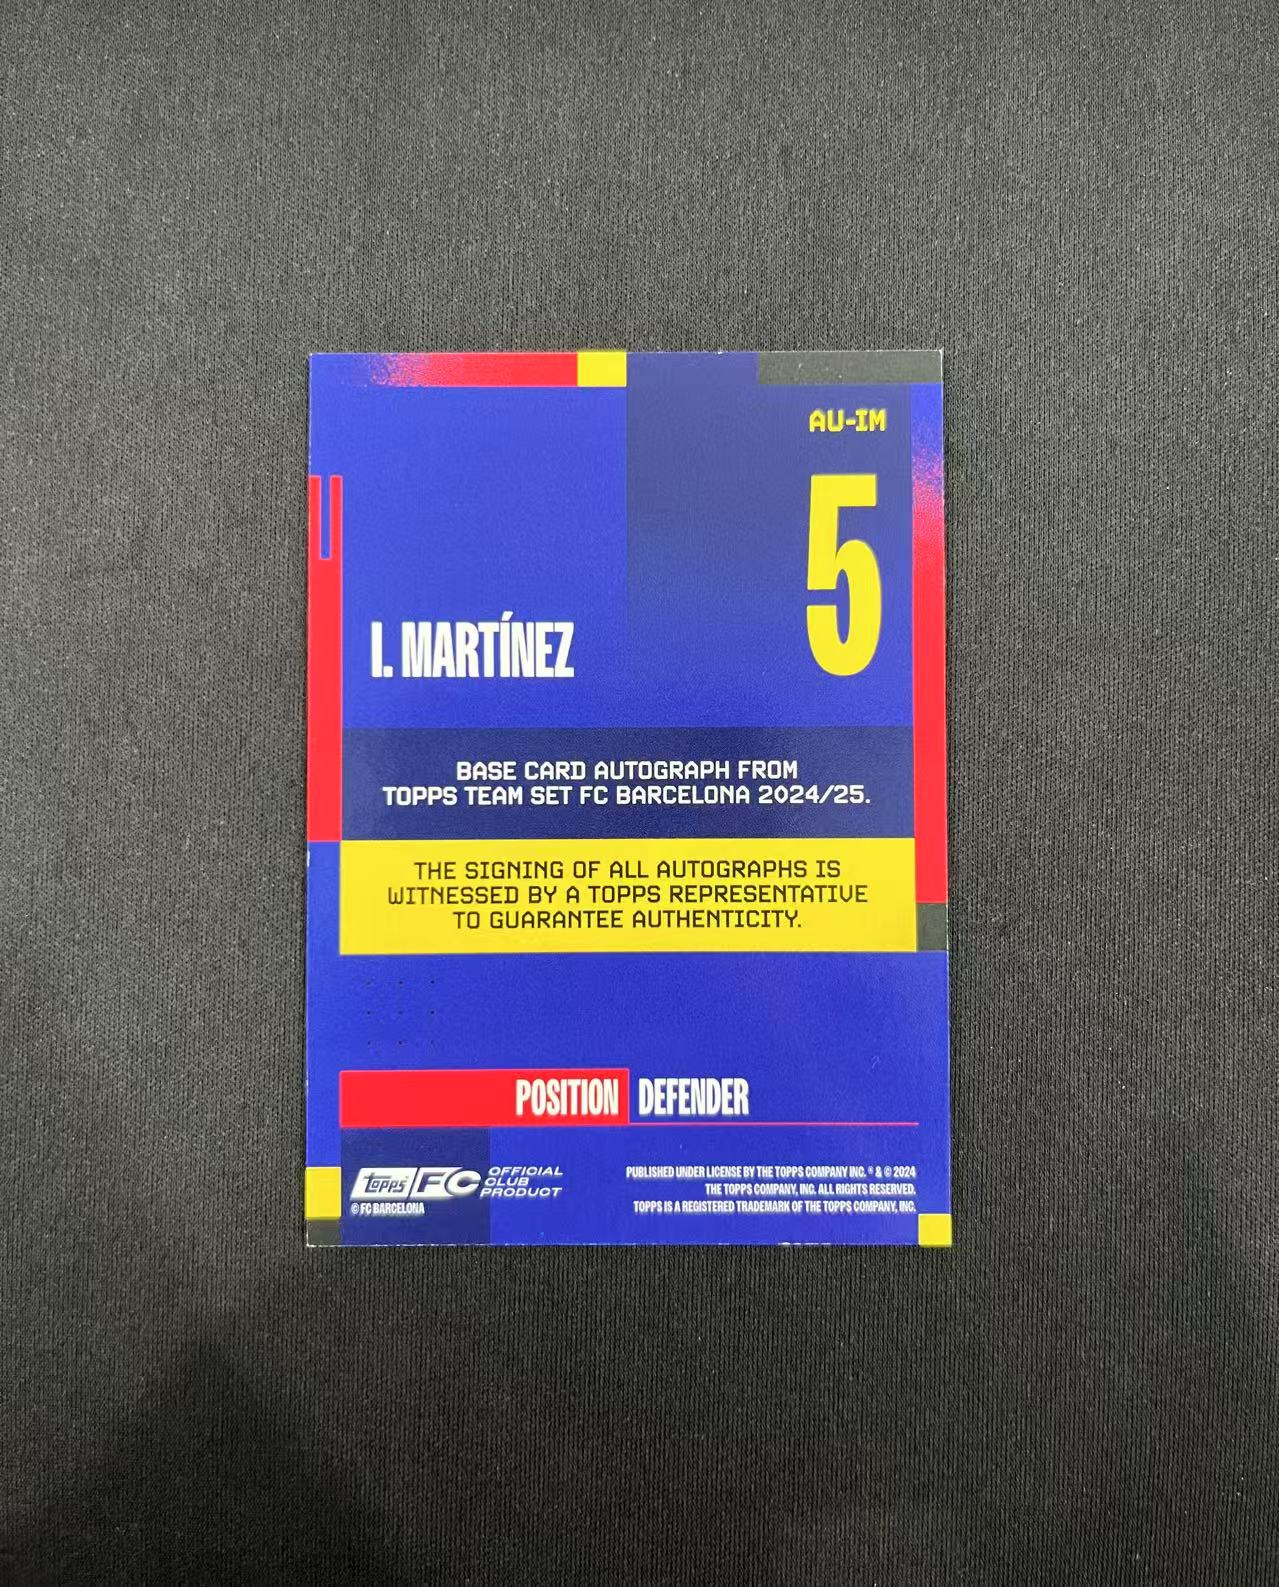 AU-IM
5
I. MARTÍNEZ
BASE CARD AUTOGRAPH FROM
TOPPS TEAM SET FC BARCELONA 2024/25.
THE SIGNING OF ALL AUTOGRAPHS IS
WITNESSED BY A TOPPS REPRESENTATIVE
TO GUARANTEE AUTHENTICITY.
POSITION DEFENDER
topps FC
OFFICIAL
CLUB
PRODUCT
© FC BARCELONA
PUBLISHED UNDER LICENSE BY THE TOPPS COMPANY INC. ® & © 2024
THE TOPPS COMPANY, INC. ALL RIGHTS RESERVED.
TOPPS IS A REGISTERED TRADEMARK OF THE TOPPS COMPANY, INC.